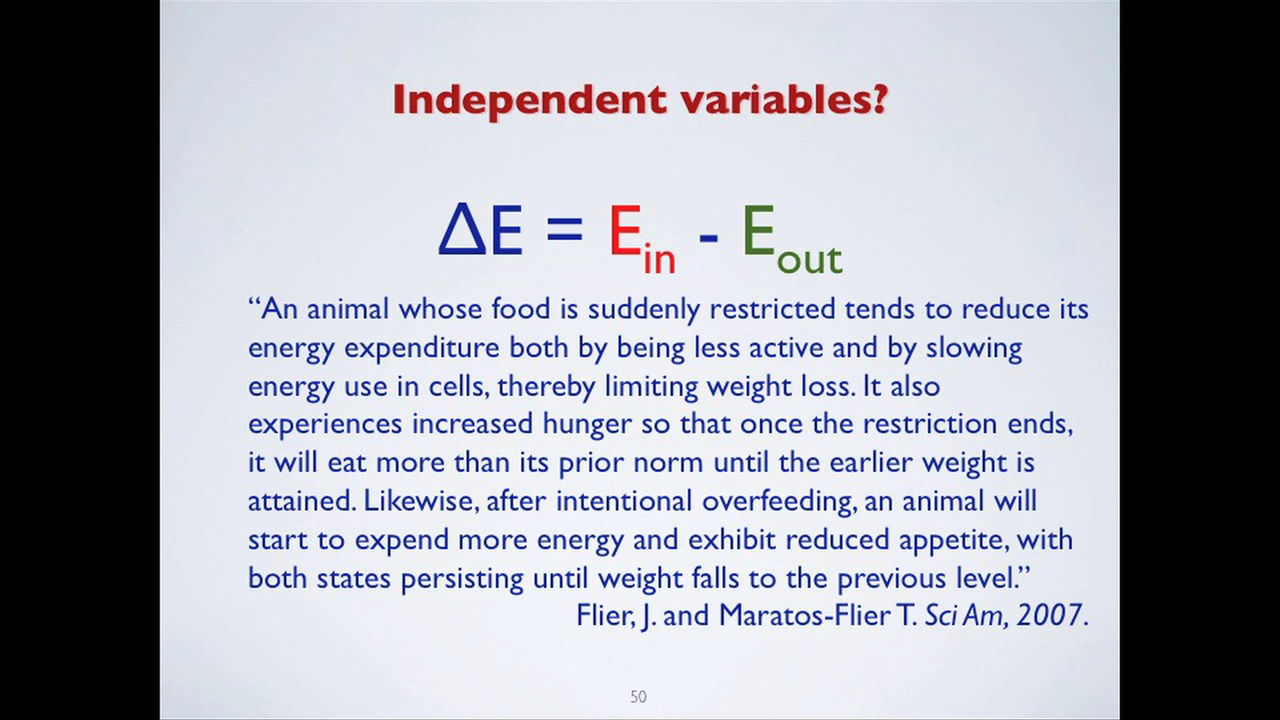 Independent variables?
ΔE = Ein - Eout
“An animal whose food is suddenly restricted tends to reduce its
energy expenditure both by being less active and by slowing
energy use in cells, thereby limiting weight loss. It also
experiences increased hunger so that once the restriction ends,
it will eat more than its prior norm until the earlier weight is
attained. Likewise, after intentional overfeeding, an animal will
start to expend more energy and exhibit reduced appetite, with
both states persisting until weight falls to the previous level.”
Flier, J. and Maratos-Flier T. Sci Am, 2007.
50